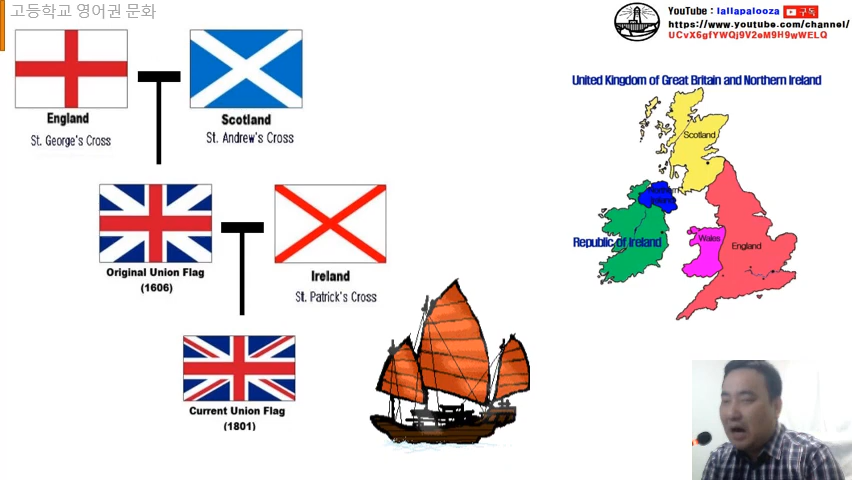 고등학교 영어권 문화
YouTube : lallapalooza 구독
https://www.youtube.com/channel/
UCvX6gfYWQj9V2eM9H9wWELQ
England
St. George's Cross
Scotland
St. Andrew's Cross
Original Union Flag
(1606)
Ireland
St. Patrick's Cross
Current Union Flag
(1801)
United Kingdom of Great Britain and Northern Ireland
Scotland
Northern
Ireland
Republic of Ireland
Wales
England